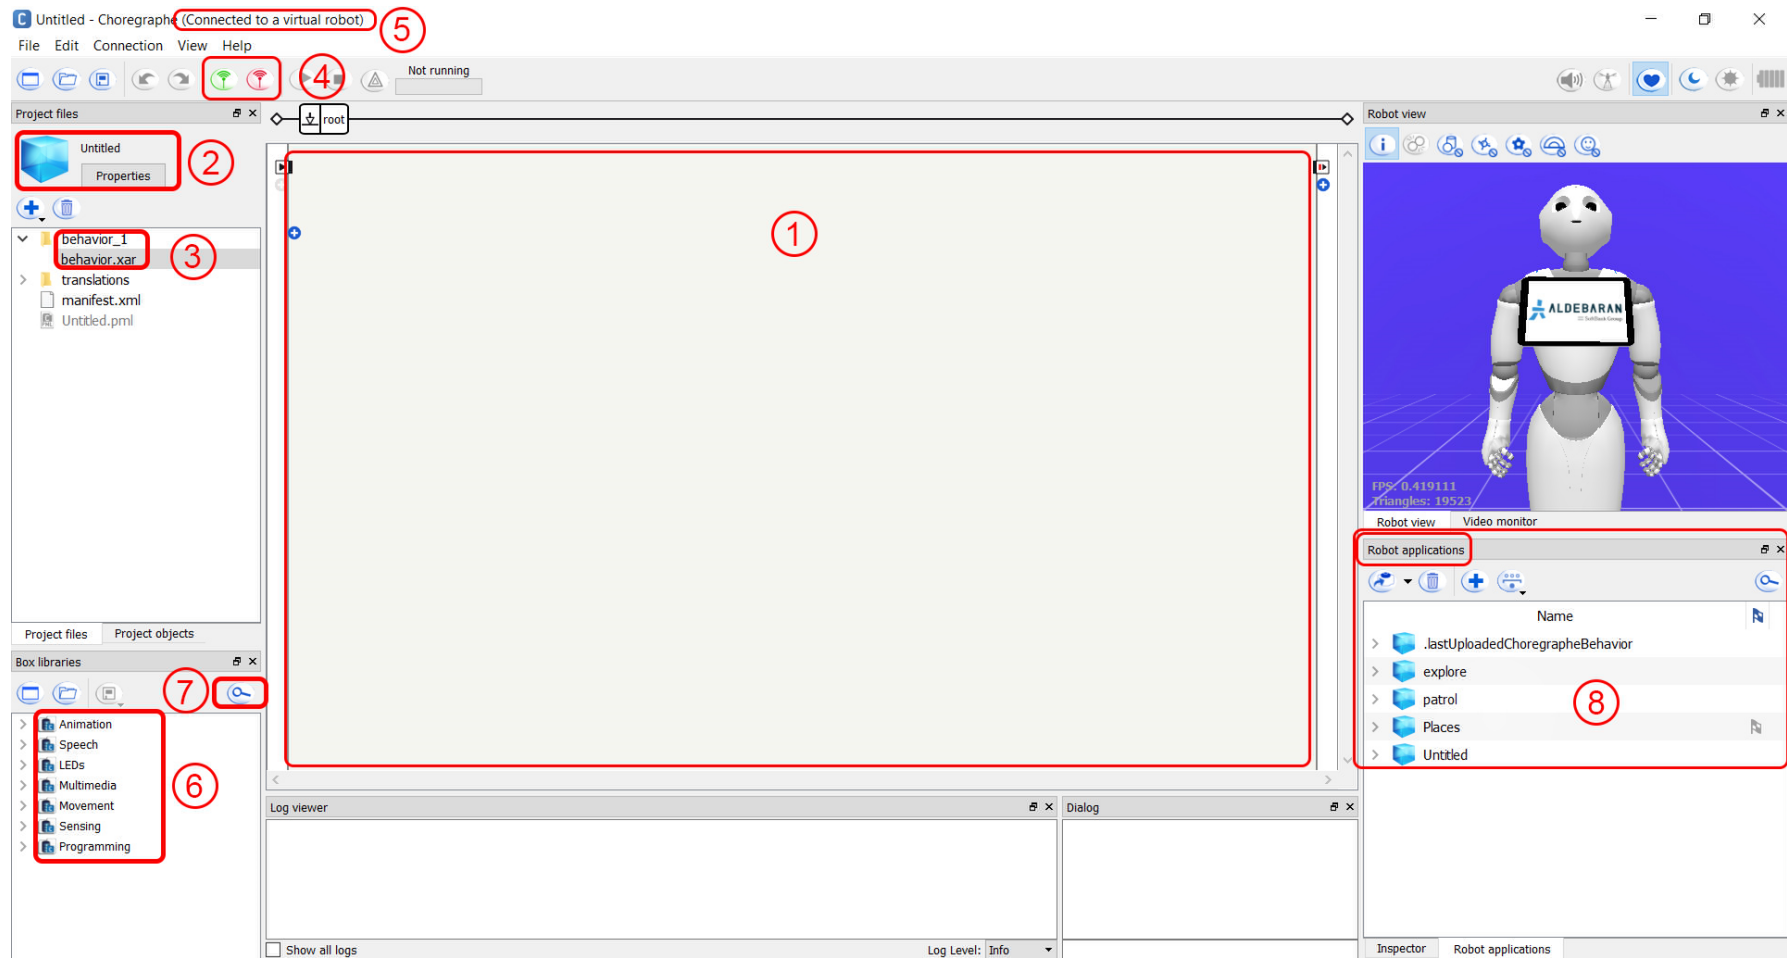 Untitled - Choregraphe (Connected to a virtual robot)
5
File Edit Connection View Help
4
Not running
Project files
root
Robot view
Untitled
Properties
2
1
behavior_1
behavior.xar
3
translations
manifest.xml
Untitled.pml
ALDEBARAN
SoftBank Group
FPS: 0.419111
Triangles: 19523
Robot view Video monitor
Robot applications
Name
.lastUploadedChoregrapheBehavior
explore
patrol
8
Places
Untitled
Project files Project objects
Box libraries
7
Animation
Speech
LEDs
Multimedia
6
Movement
Sensing
Programming
Log viewer
Dialog
Show all logs
Log Level: Info
Inspector Robot applications